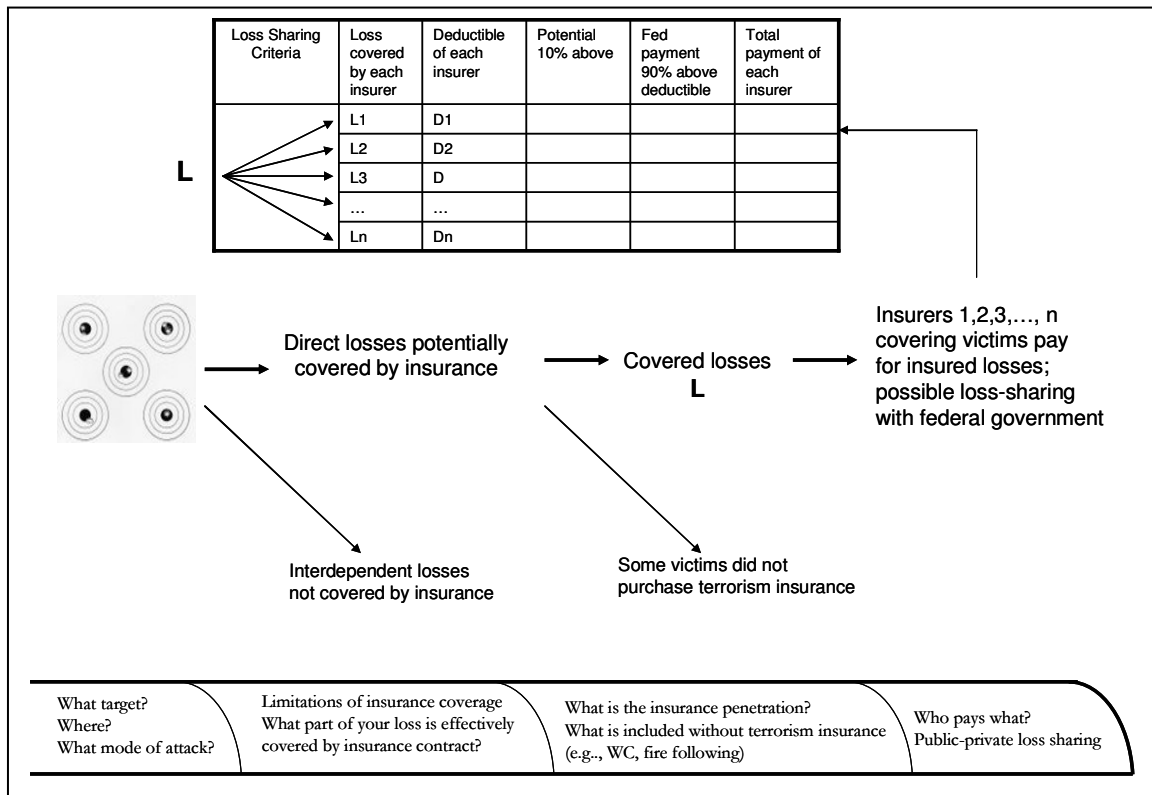 Loss Sharing
Criteria
Loss
covered
by each
insurer
Deductible
of each
insurer
Potential
10% above
Fed
payment
90% above
deductible
Total
payment of
each
insurer
L1
D1
L2
D2
L
L3
D
…
…
Ln
Dn
Direct losses potentially
covered by insurance
Covered losses
L
Insurers 1,2,3,…, n
covering victims pay
for insured losses;
possible loss-sharing
with federal government
Interdependent losses
not covered by insurance
Some victims did not
purchase terrorism insurance
What target?
Where?
What mode of attack?
Limitations of insurance coverage
What part of your loss is effectively
covered by insurance contract?
What is the insurance penetration?
What is included without terrorism insurance
(e.g.., WC, fire following)
Who pays what?
Public-private loss sharing